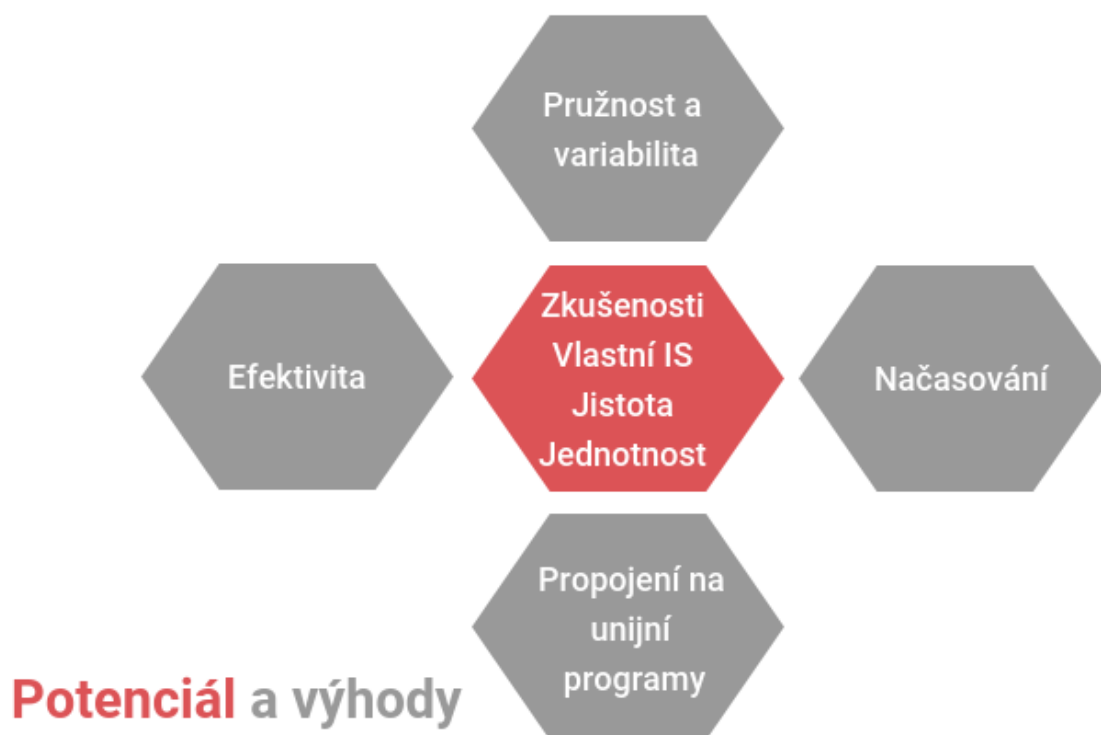 Pružnost a
variabilita
Efektivita
Zkušenosti
Vlastní IS
Jistota
Jednotnost
Načasování
Propojení na
unijní
programy
Potenciál a výhody